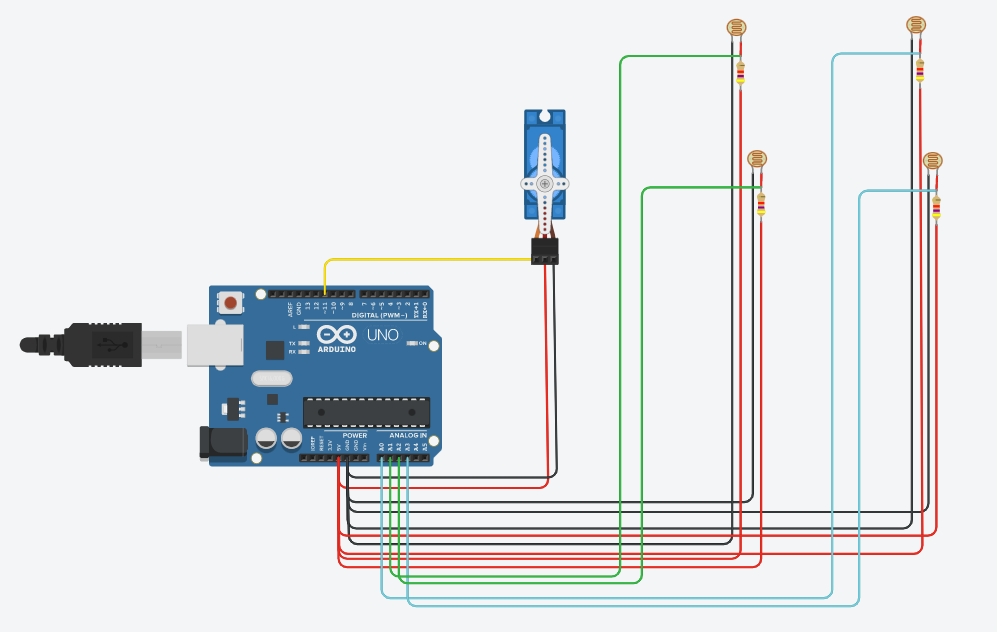 AREF
GND
13
12
~11
~10
~9
8
7
~6
~5
4
~3
2
TX→1
RX←0
DIGITAL (PWM~)
L
TX
RX
UNO
ON
ARDUINO
POWER
ANALOG IN
IOREF
RESET
3.3V
5V
GND
GND
Vin
A0
A1
A2
A3
A4
A5